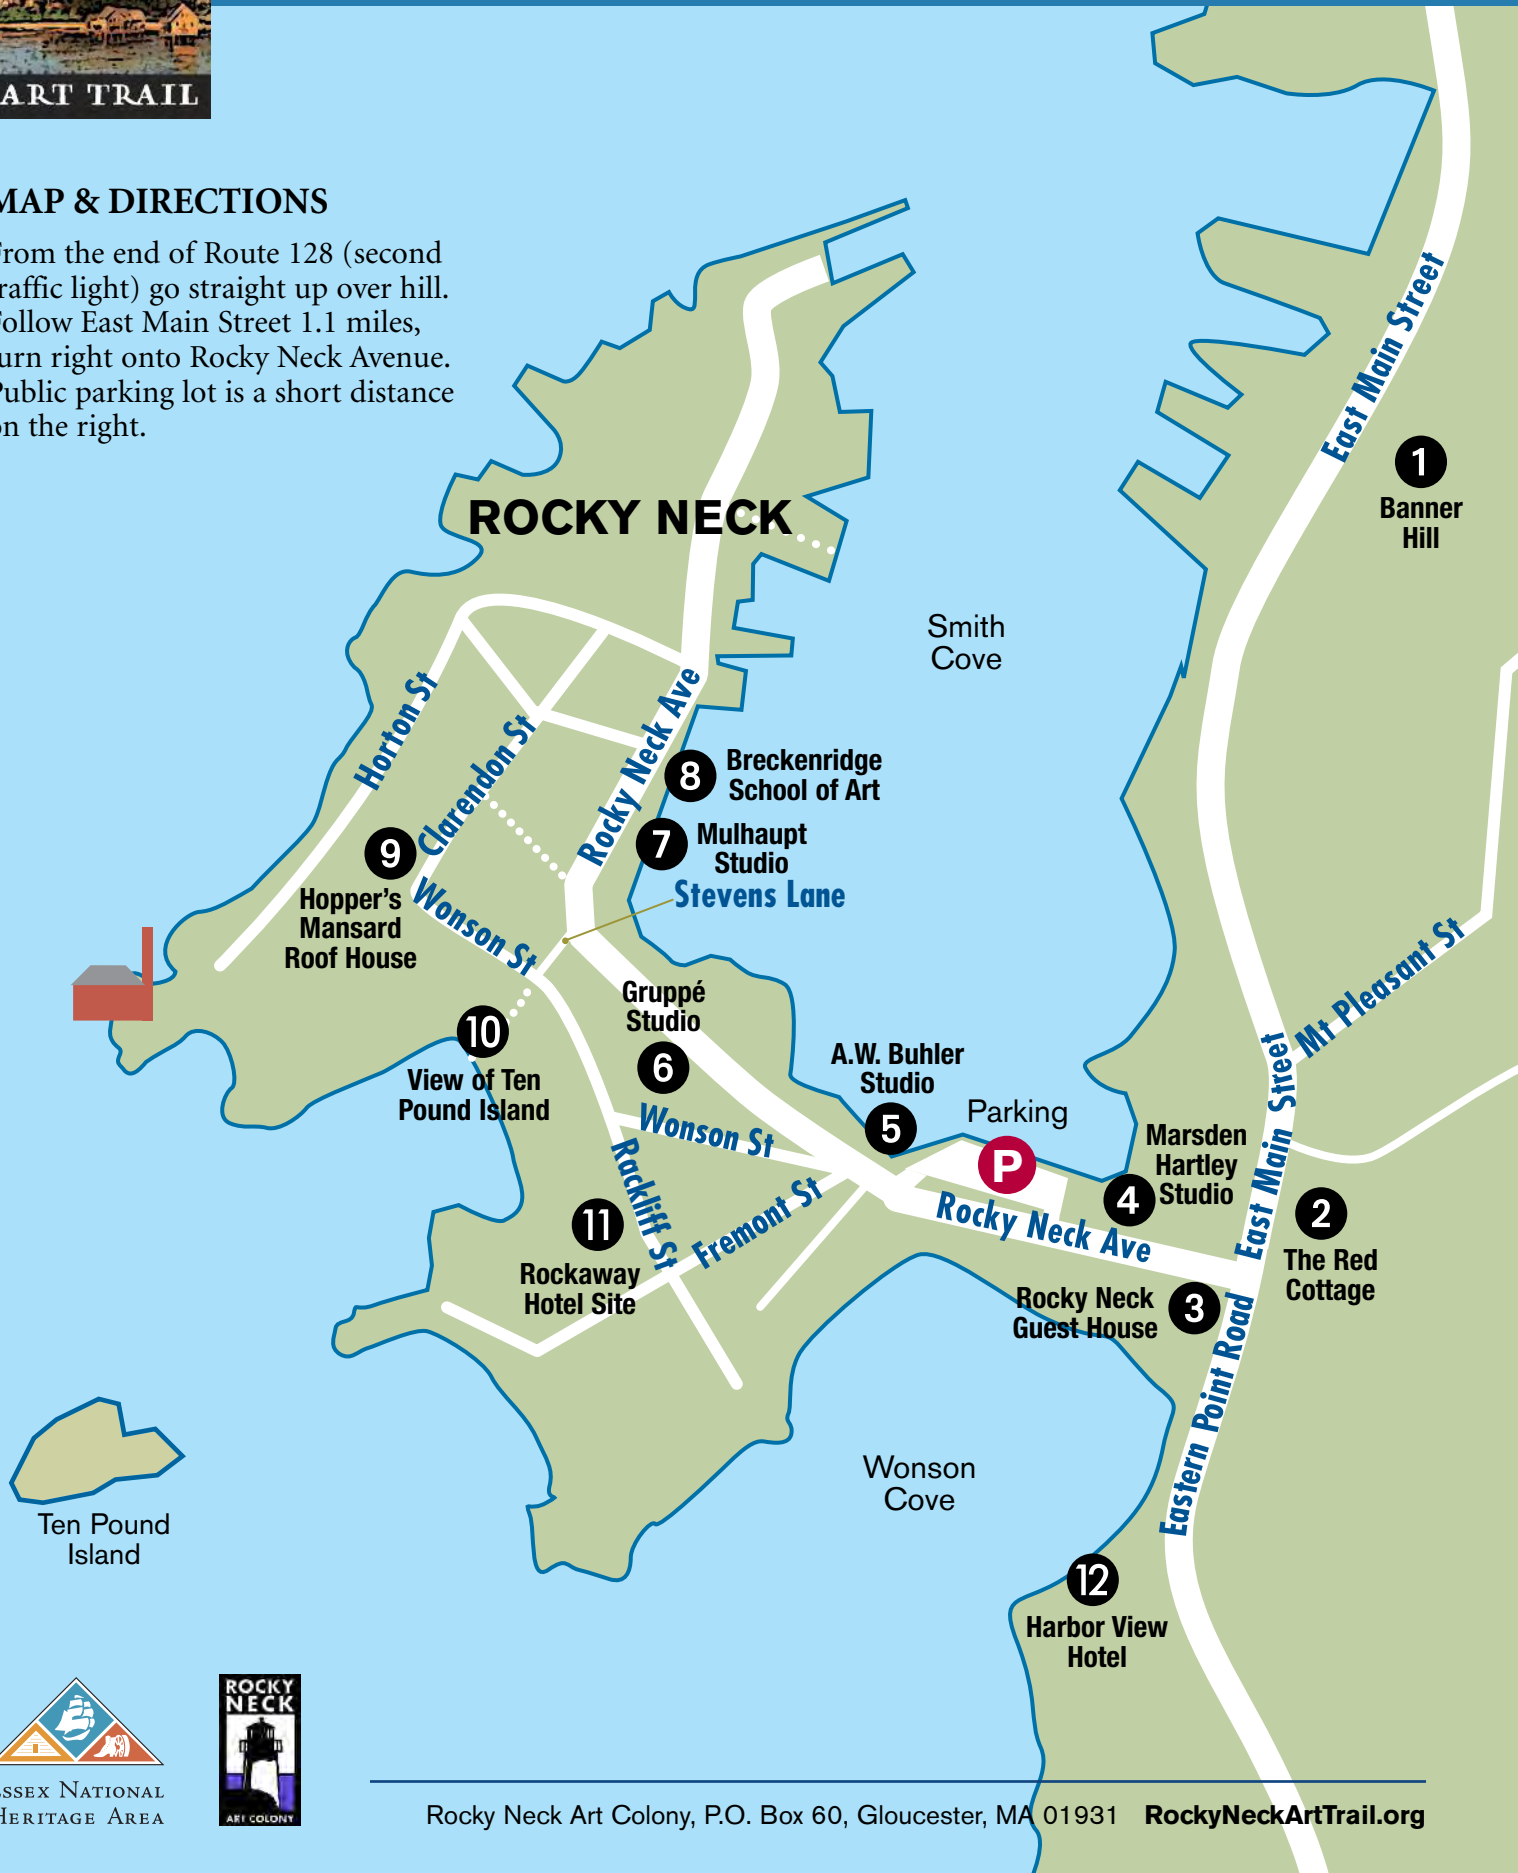 ART TRAIL
MAP & DIRECTIONS
From the end of Route 128 (second
traffic light) go straight up over hill.
Follow East Main Street 1.1 miles,
turn right onto Rocky Neck Avenue.
Public parking lot is a short distance
on the right.
ROCKY NECK
East Main Street
1
Banner
Hill
Smith
Cove
Horton St
Clarendon St
Rocky Neck Ave
8
Breckenridge
School of Art
7
Mulhaupt
Studio
Stevens Lane
9
Hopper's
Mansard
Roof House
Wonson St
Mt Pleasant St
Gruppé
Studio
6
10
View of Ten
Pound Island
A.W. Buhler
Studio
5
Parking
P
Wonson St
Marsden
Hartley
Studio
4
East Main Street
2
The Red
Cottage
Rackliff St
Fremont St
Rocky Neck Ave
11
Rockaway
Hotel Site
Rocky Neck
Guest House
3
Eastern Point Road
Wonson
Cove
Ten Pound
Island
12
Harbor View
Hotel
ROCKY
NECK
ART COLONY
ESSEX NATIONAL
HERITAGE AREA
Rocky Neck Art Colony, P.O. Box 60, Gloucester, MA 01931 RockyNeckArtTrail.org